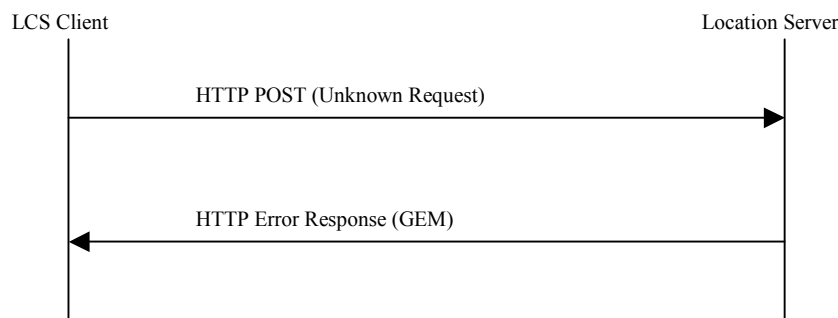 LCS Client
Location Server
HTTP POST (Unknown Request)
HTTP Error Response (GEM)